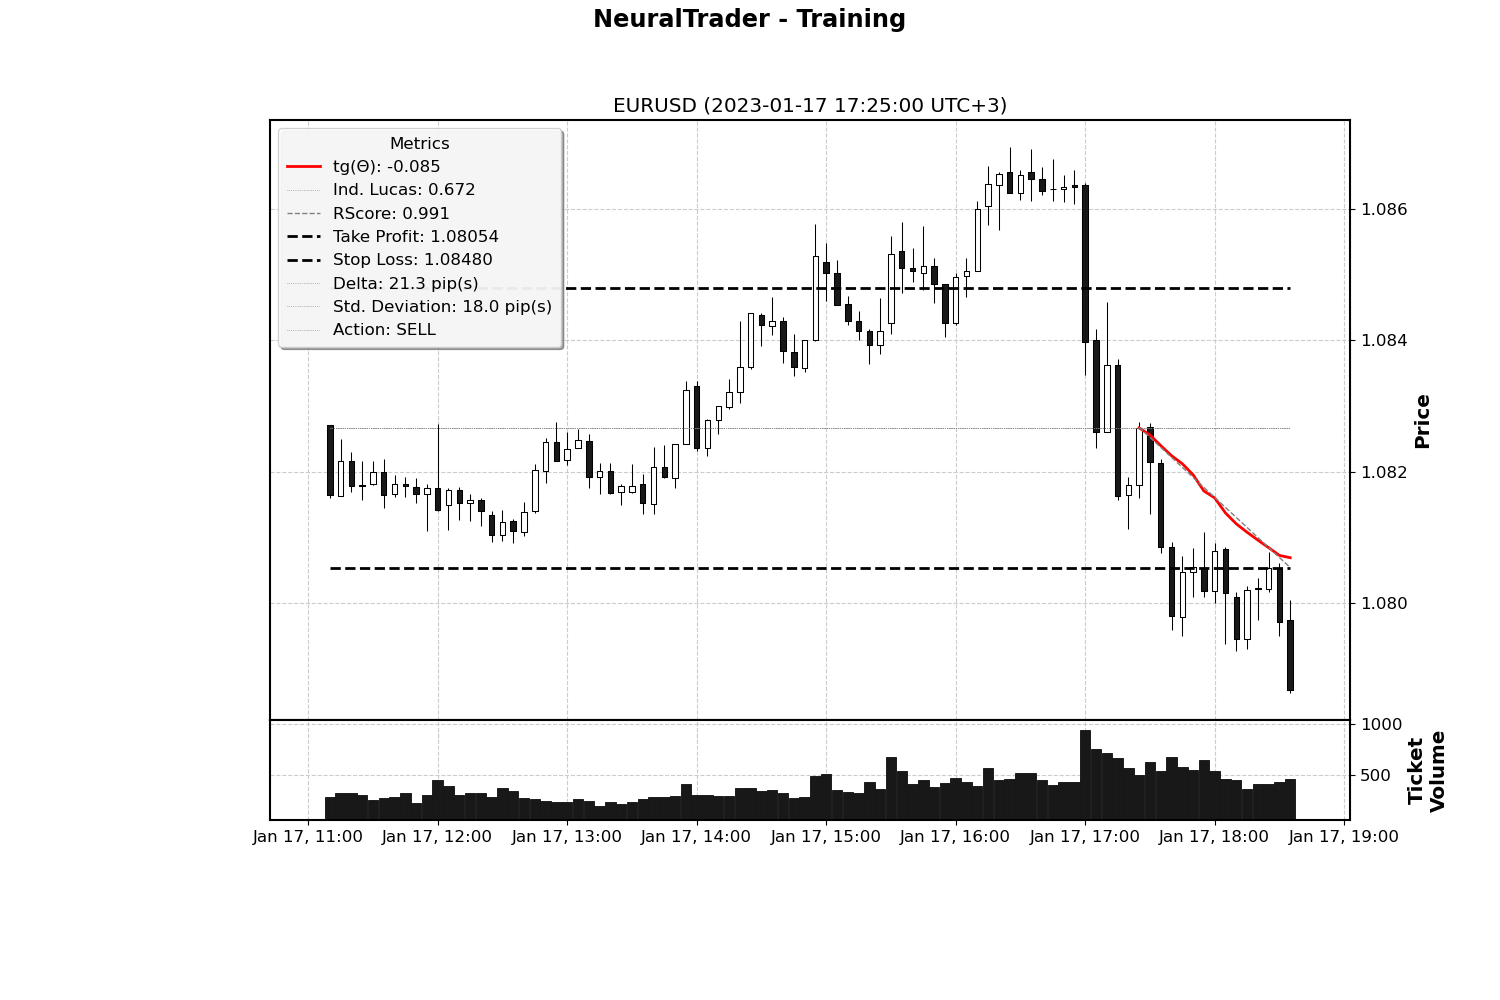 NeuralTrader - Training
EURUSD (2023-01-17 17:25:00 UTC+3)
Metrics
tg(Θ): -0.085
Ind. Lucas: 0.672
RScore: 0.991
Take Profit: 1.08054
Stop Loss: 1.08480
Delta: 21.3 pip(s)
Std. Deviation: 18.0 pip(s)
Action: SELL
1.086
1.084
1.082
1.080
Price
1000
500
Ticket
Volume
Jan 17, 11:00
Jan 17, 12:00
Jan 17, 13:00
Jan 17, 14:00
Jan 17, 15:00
Jan 17, 16:00
Jan 17, 17:00
Jan 17, 18:00
Jan 17, 19:00